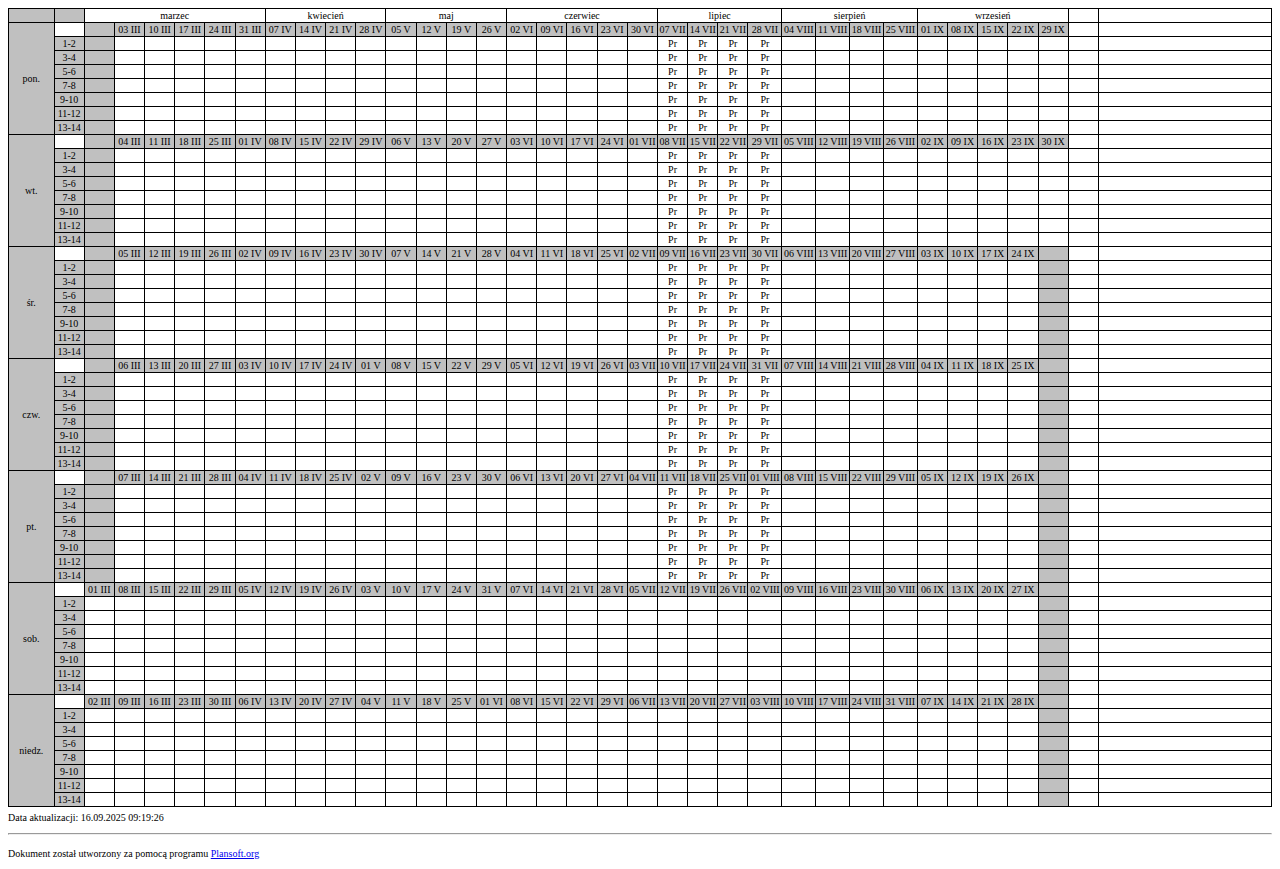 marzec kwiecień maj czerwiec lipiec sierpień wrzesień
pon. 03 III 10 III 17 III 24 III 31 III 07 IV 14 IV 21 IV 28 IV 05 V 12 V 19 V 26 V 02 VI 09 VI 16 VI 23 VI 30 VI 07 VII 14 VII 21 VII 28 VII 04 VIII 11 VIII 18 VIII 25 VIII 01 IX 08 IX 15 IX 22 IX 29 IX
1-2 Pr Pr Pr Pr
3-4 Pr Pr Pr Pr
5-6 Pr Pr Pr Pr
7-8 Pr Pr Pr Pr
9-10 Pr Pr Pr Pr
11-12 Pr Pr Pr Pr
13-14 Pr Pr Pr Pr
wt. 04 III 11 III 18 III 25 III 01 IV 08 IV 15 IV 22 IV 29 IV 06 V 13 V 20 V 27 V 03 VI 10 VI 17 VI 24 VI 01 VII 08 VII 15 VII 22 VII 29 VII 05 VIII 12 VIII 19 VIII 26 VIII 02 IX 09 IX 16 IX 23 IX 30 IX
1-2 Pr Pr Pr Pr
3-4 Pr Pr Pr Pr
5-6 Pr Pr Pr Pr
7-8 Pr Pr Pr Pr
9-10 Pr Pr Pr Pr
11-12 Pr Pr Pr Pr
13-14 Pr Pr Pr Pr
śr. 05 III 12 III 19 III 26 III 02 IV 09 IV 16 IV 23 IV 30 IV 07 V 14 V 21 V 28 V 04 VI 11 VI 18 VI 25 VI 02 VII 09 VII 16 VII 23 VII 30 VII 06 VIII 13 VIII 20 VIII 27 VIII 03 IX 10 IX 17 IX 24 IX
1-2 Pr Pr Pr Pr
3-4 Pr Pr Pr Pr
5-6 Pr Pr Pr Pr
7-8 Pr Pr Pr Pr
9-10 Pr Pr Pr Pr
11-12 Pr Pr Pr Pr
13-14 Pr Pr Pr Pr
czw. 06 III 13 III 20 III 27 III 03 IV 10 IV 17 IV 24 IV 01 V 08 V 15 V 22 V 29 V 05 VI 12 VI 19 VI 26 VI 03 VII 10 VII 17 VII 24 VII 31 VII 07 VIII 14 VIII 21 VIII 28 VIII 04 IX 11 IX 18 IX 25 IX
1-2 Pr Pr Pr Pr
3-4 Pr Pr Pr Pr
5-6 Pr Pr Pr Pr
7-8 Pr Pr Pr Pr
9-10 Pr Pr Pr Pr
11-12 Pr Pr Pr Pr
13-14 Pr Pr Pr Pr
pt. 07 III 14 III 21 III 28 III 04 IV 11 IV 18 IV 25 IV 02 V 09 V 16 V 23 V 30 V 06 VI 13 VI 20 VI 27 VI 04 VII 11 VII 18 VII 25 VII 01 VIII 08 VIII 15 VIII 22 VIII 29 VIII 05 IX 12 IX 19 IX 26 IX
1-2 Pr Pr Pr Pr
3-4 Pr Pr Pr Pr
5-6 Pr Pr Pr Pr
7-8 Pr Pr Pr Pr
9-10 Pr Pr Pr Pr
11-12 Pr Pr Pr Pr
13-14 Pr Pr Pr Pr
sob. 01 III 08 III 15 III 22 III 29 III 05 IV 12 IV 19 IV 26 IV 03 V 10 V 17 V 24 V 31 V 07 VI 14 VI 21 VI 28 VI 05 VII 12 VII 19 VII 26 VII 02 VIII 09 VIII 16 VIII 23 VIII 30 VIII 06 IX 13 IX 20 IX 27 IX
1-2
3-4
5-6
7-8
9-10
11-12
13-14
niedz. 02 III 09 III 16 III 23 III 30 III 06 IV 13 IV 20 IV 27 IV 04 V 11 V 18 V 25 V 01 VI 08 VI 15 VI 22 VI 29 VI 06 VII 13 VII 20 VII 27 VII 03 VIII 10 VIII 17 VIII 24 VIII 31 VIII 07 IX 14 IX 21 IX 28 IX
1-2
3-4
5-6
7-8
9-10
11-12
13-14
Data aktualizacji: 16.09.2025 09:19:26
Dokument został utworzony za pomocą programu Plansoft.org